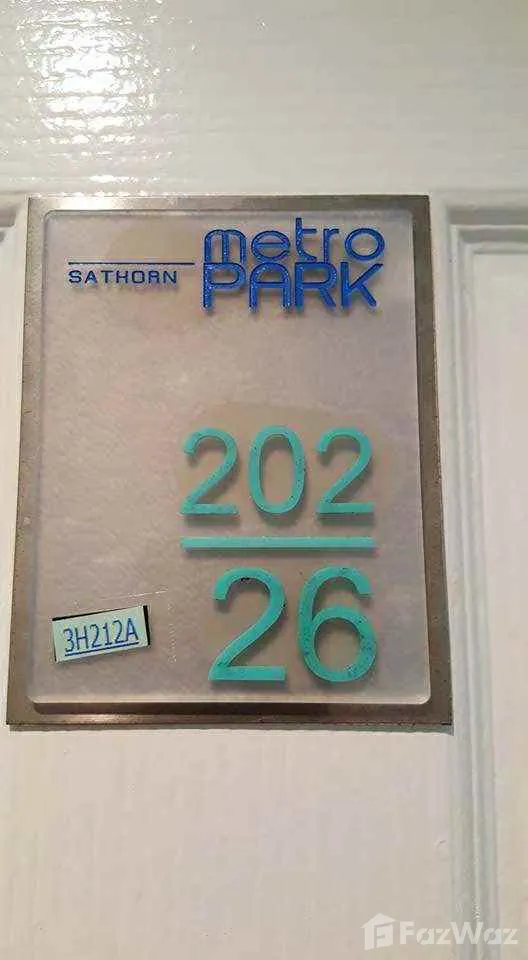 metro
SATHORN PARK
202
26
3H212A
FazWaz